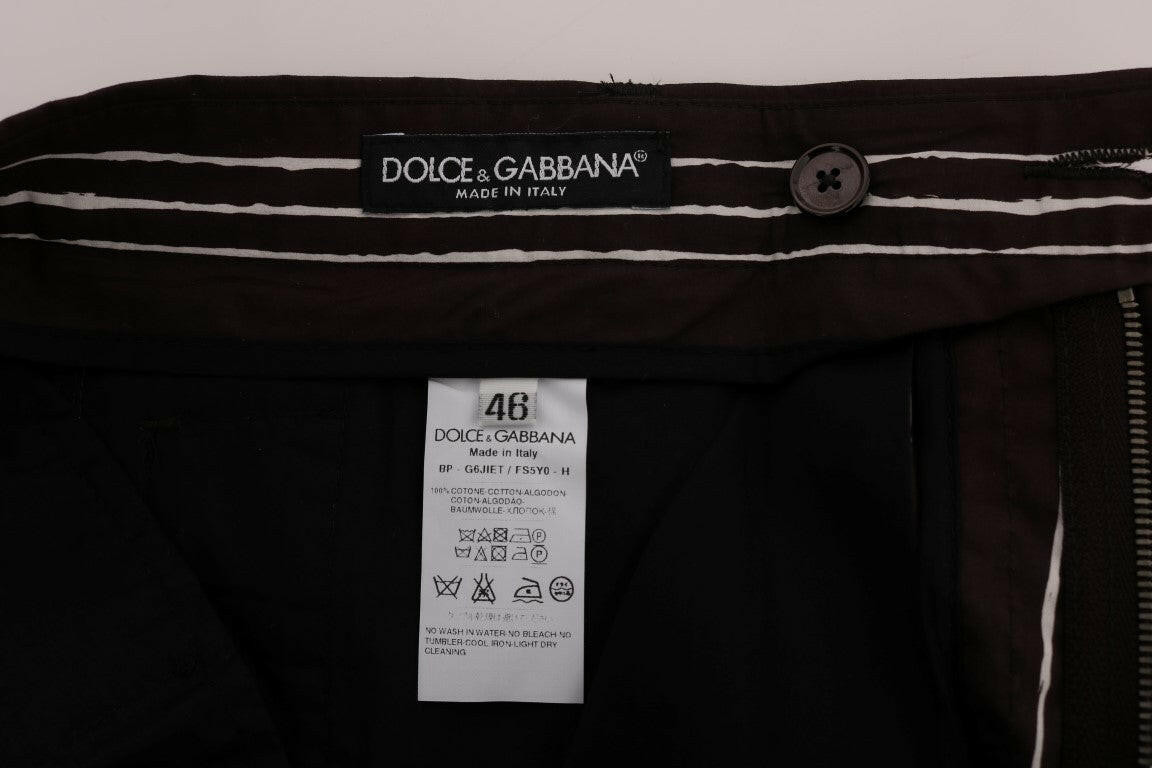 DOLCE & GABBANA®
MADE IN ITALY
46
DOLCE & GABBANA
Made in Italy
BP - G6JIET / FS5Y0 - H
100% COTONE-COTTON-ALGODON-
COTON-ALGODÃO-
BAUMWOLLE-ХЛОПОК-棉
P
P
NO WASH IN WATER-NO BLEACH-NO
TUMBLER-COOL IRON-LIGHT DRY
CLEANING